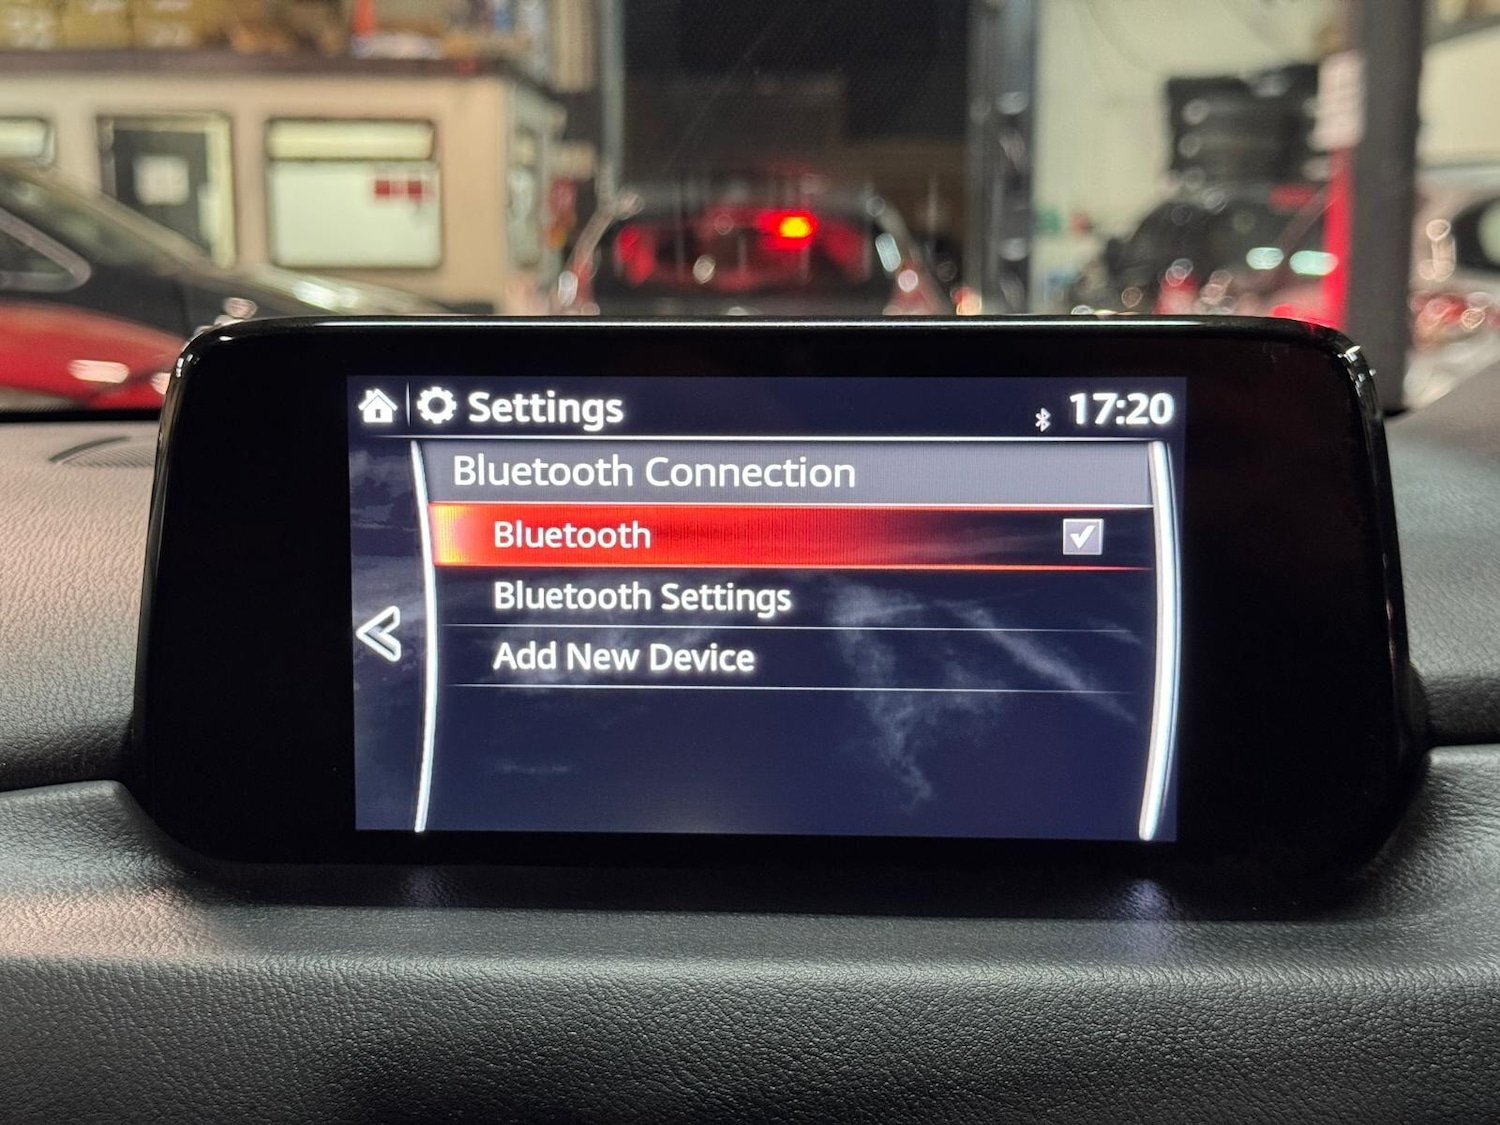 Settings
17:20
Bluetooth Connection
Bluetooth
Bluetooth Settings
Add New Device